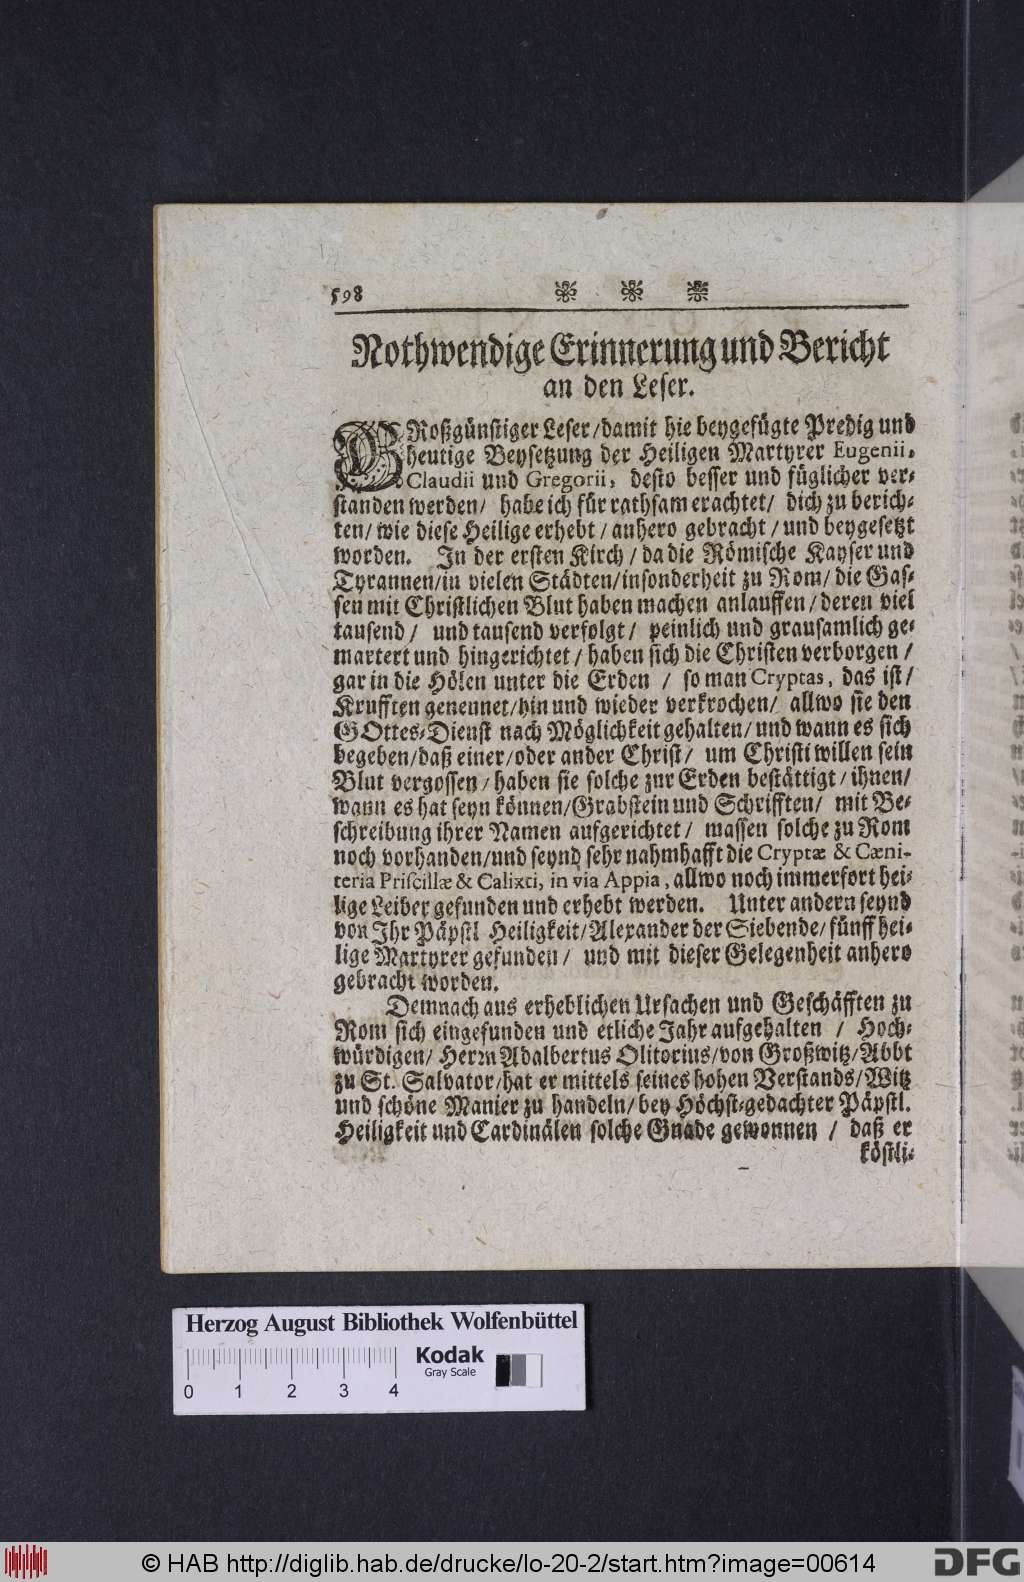 598
Nothwendige Erinnerung und Bericht
an den Leser.
GRoßgünstiger Leser/damit hie beygefügte Predig und
heutige Beysetzung der Heiligen Martyrer Eugenii,
Claudii und Gregorii, desto besser und füglicher ver-
standen werden/ habe ich für rathsam erachtet/ dich zu berich-
ten/ wie diese Heilige erhebt/ anhero gebracht/ und beygesetzt
worden. In der ersten Kirch/ da die Römische Kayser und
Tyrannen/in vielen Städten/insonderheit zu Rom/ die Gas-
sen mit Christlichen Blut haben machen anlauffen/ deren viel
tausend/ und tausend verfolgt/ peinlich und grausamlich ge-
martert und hingerichtet/ haben sich die Christen verborgen/
gar in die Hölen unter die Erden / so man Cryptas, das ist/
Krufften genennet/hin und wieder verkrochen/ allwo sie den
GOttes-Dienst nach Möglichkeit gehalten/ und wann es sich
begeben/daß einer/oder ander Christ/ um Christi willen sein
Blut vergossen/ haben sie solche zur Erden bestättigt/ ihnen/
wann es hat seyn können/Grabstein und Schrifften/ mit Be-
schreibung ihrer Namen aufgerichtet/ massen solche zu Rom
noch vorhanden/und seynd sehr nahmhafft die Cryptæ & Cœni-
teria Priscillæ & Calixti, in via Appia, allwo noch immerfort hei-
lige Leiber gefunden und erhebt werden. Unter andern seynd
von Ihr Päpstl Heiligkeit/Alexander der Siebende/ fünff hei-
lige Martyrer gefunden/ und mit dieser Gelegenheit anhero
gebracht worden.
Demnach aus erheblichen Ursachen und Geschäfften zu
Rom sich eingefunden und etliche Jahr aufgehalten / Hoch-
würdigen/ Herrn Adalbertus Olitorius/von Großwitz/Abbt
zu St. Salvator/hat er mittels seines hohen Verstands/Witz
und schöne Manier zu handeln/ bey Höchst-gedachter Päpstl.
Heiligkeit und Cardinälen solche Gnade gewonnen / daß er
köstli-
Herzog August Bibliothek Wolfenbüttel
Kodak
Gray Scale
0 1 2 3 4
© HAB http://diglib.hab.de/drucke/lo-20-2/start.htm?image=00614
DFG